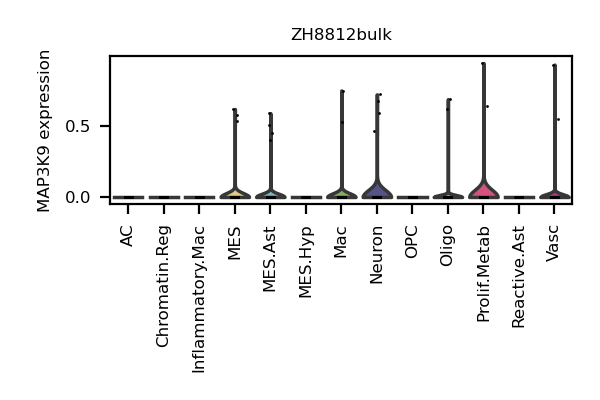 ZH8812bulk
MAP3K9 expression
0.5
0.0
AC
Chromatin.Reg
Inflammatory.Mac
MES
MES.Ast
MES.Hyp
Mac
Neuron
OPC
Oligo
Prolif.Metab
Reactive.Ast
Vasc